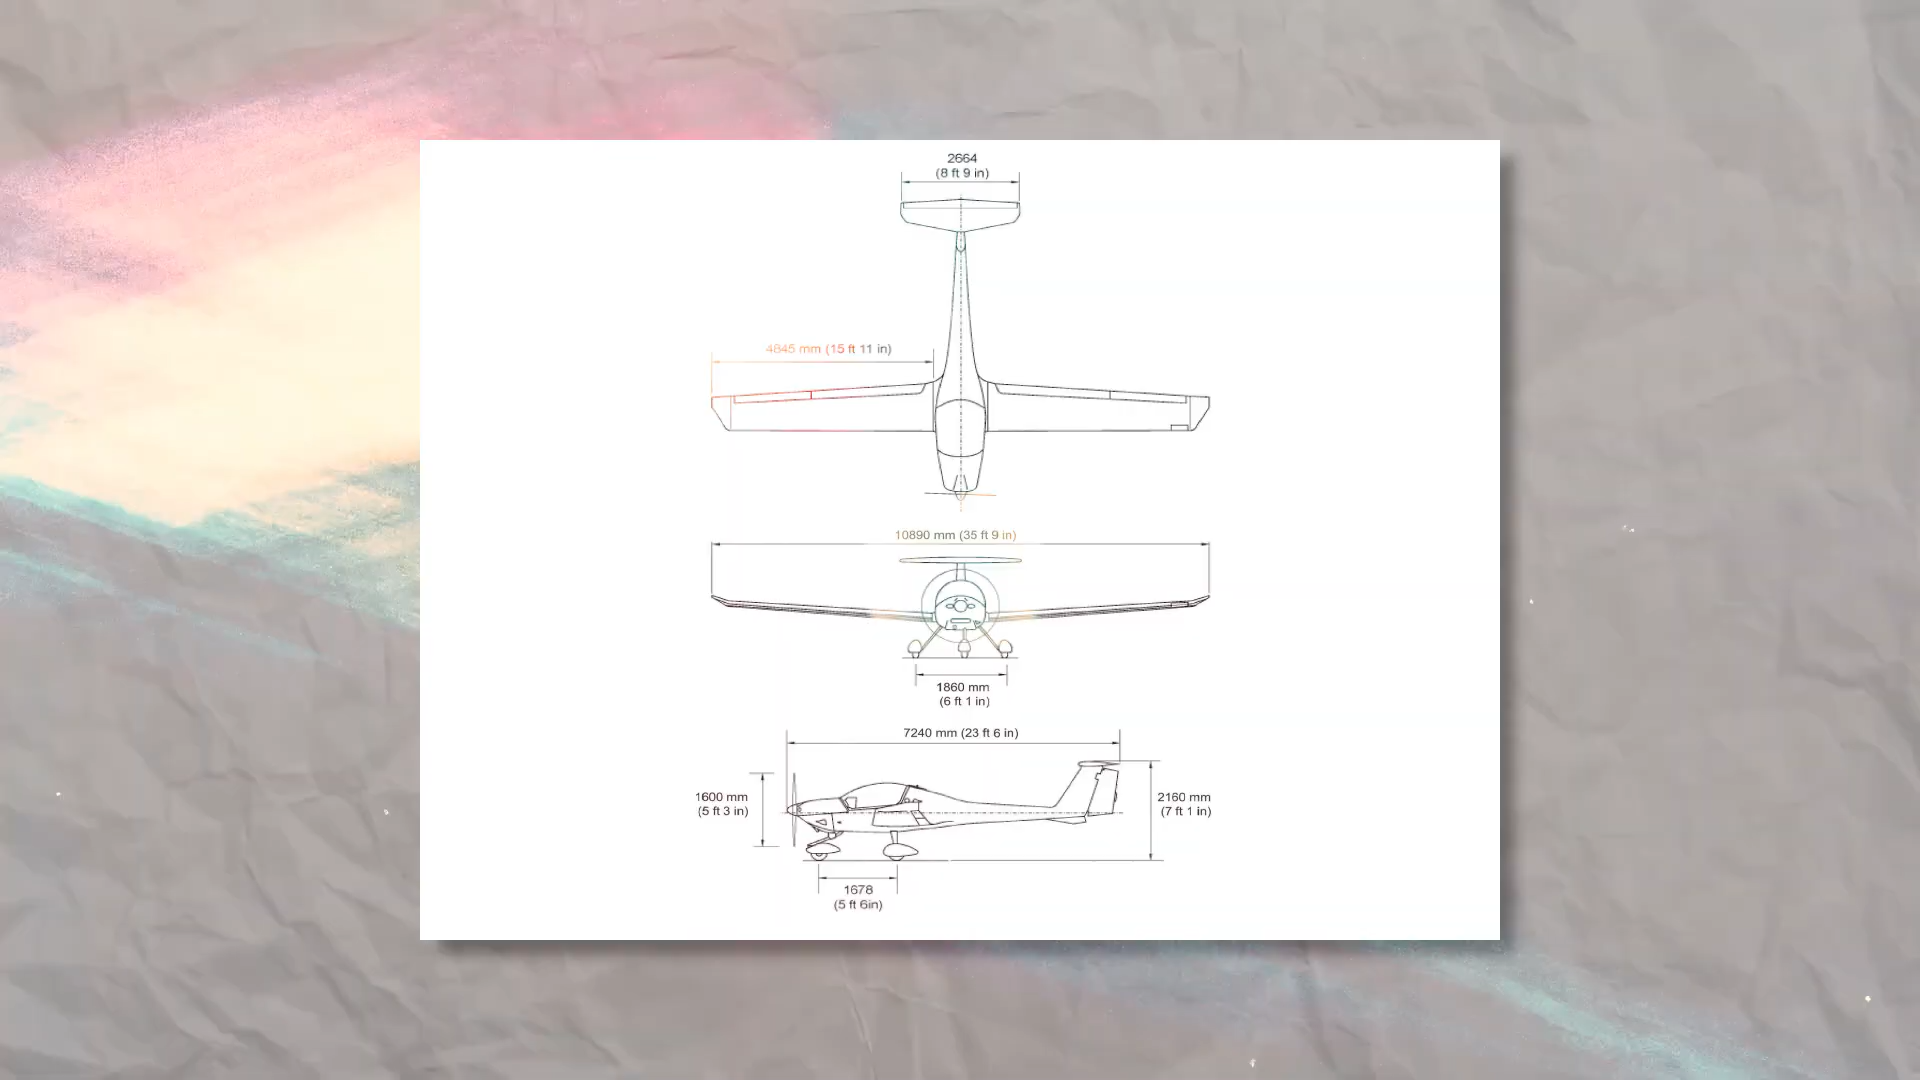 2664
(8 ft 9 in)
4845 mm (15 ft 11 in)
10890 mm (35 ft 9 in)
1860 mm
(6 ft 1 in)
7240 mm (23 ft 6 in)
1600 mm
(5 ft 3 in)
2160 mm
(7 ft 1 in)
1678
(5 ft 6in)